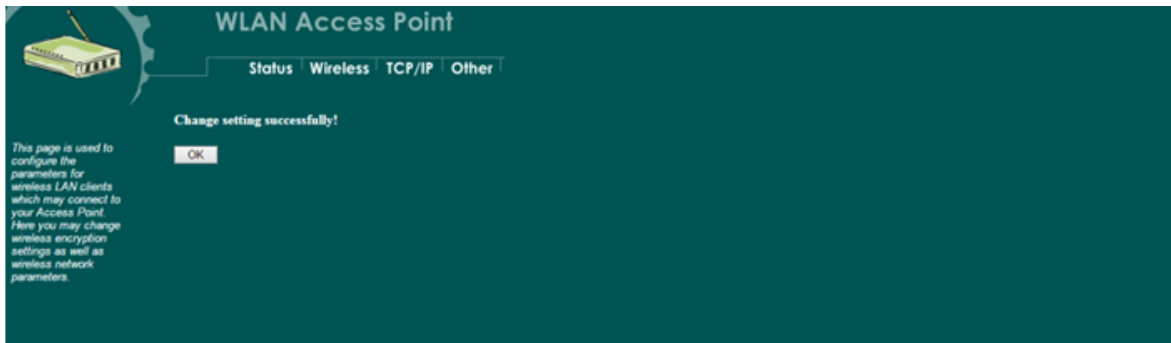 WLAN Access Point
Status Wireless TCP/IP Other
Change setting successfully!
OK
This page is used to
configure the
parameters for
wireless LAN clients
which may connect to
your Access Point.
Here you may change
wireless encryption
settings as well as
wireless network
parameters.